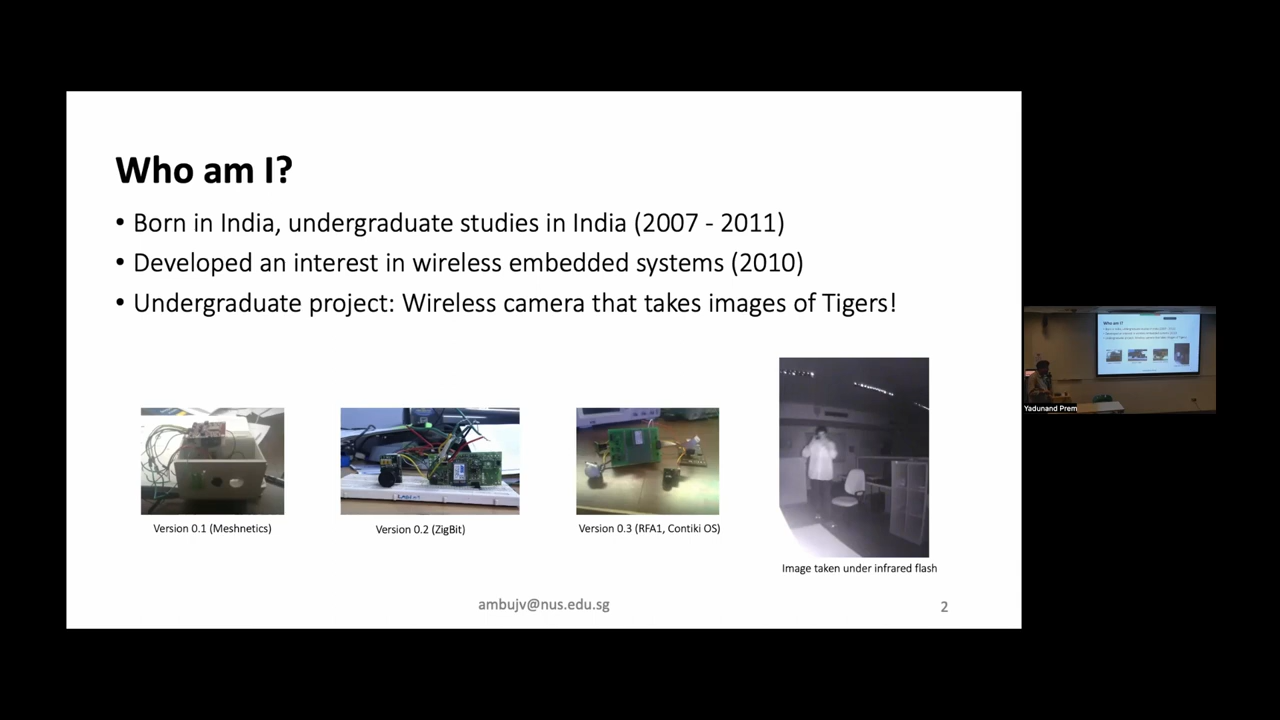 Who am I?
• Born in India, undergraduate studies in India (2007 - 2011)
• Developed an interest in wireless embedded systems (2010)
• Undergraduate project: Wireless camera that takes images of Tigers!
Version 0.1 (Meshnetics)
Version 0.2 (ZigBit)
Version 0.3 (RFA1, Contiki OS)
Image taken under infrared flash
ambujv@nus.edu.sg
2
Who am I?
Yadunand Prem